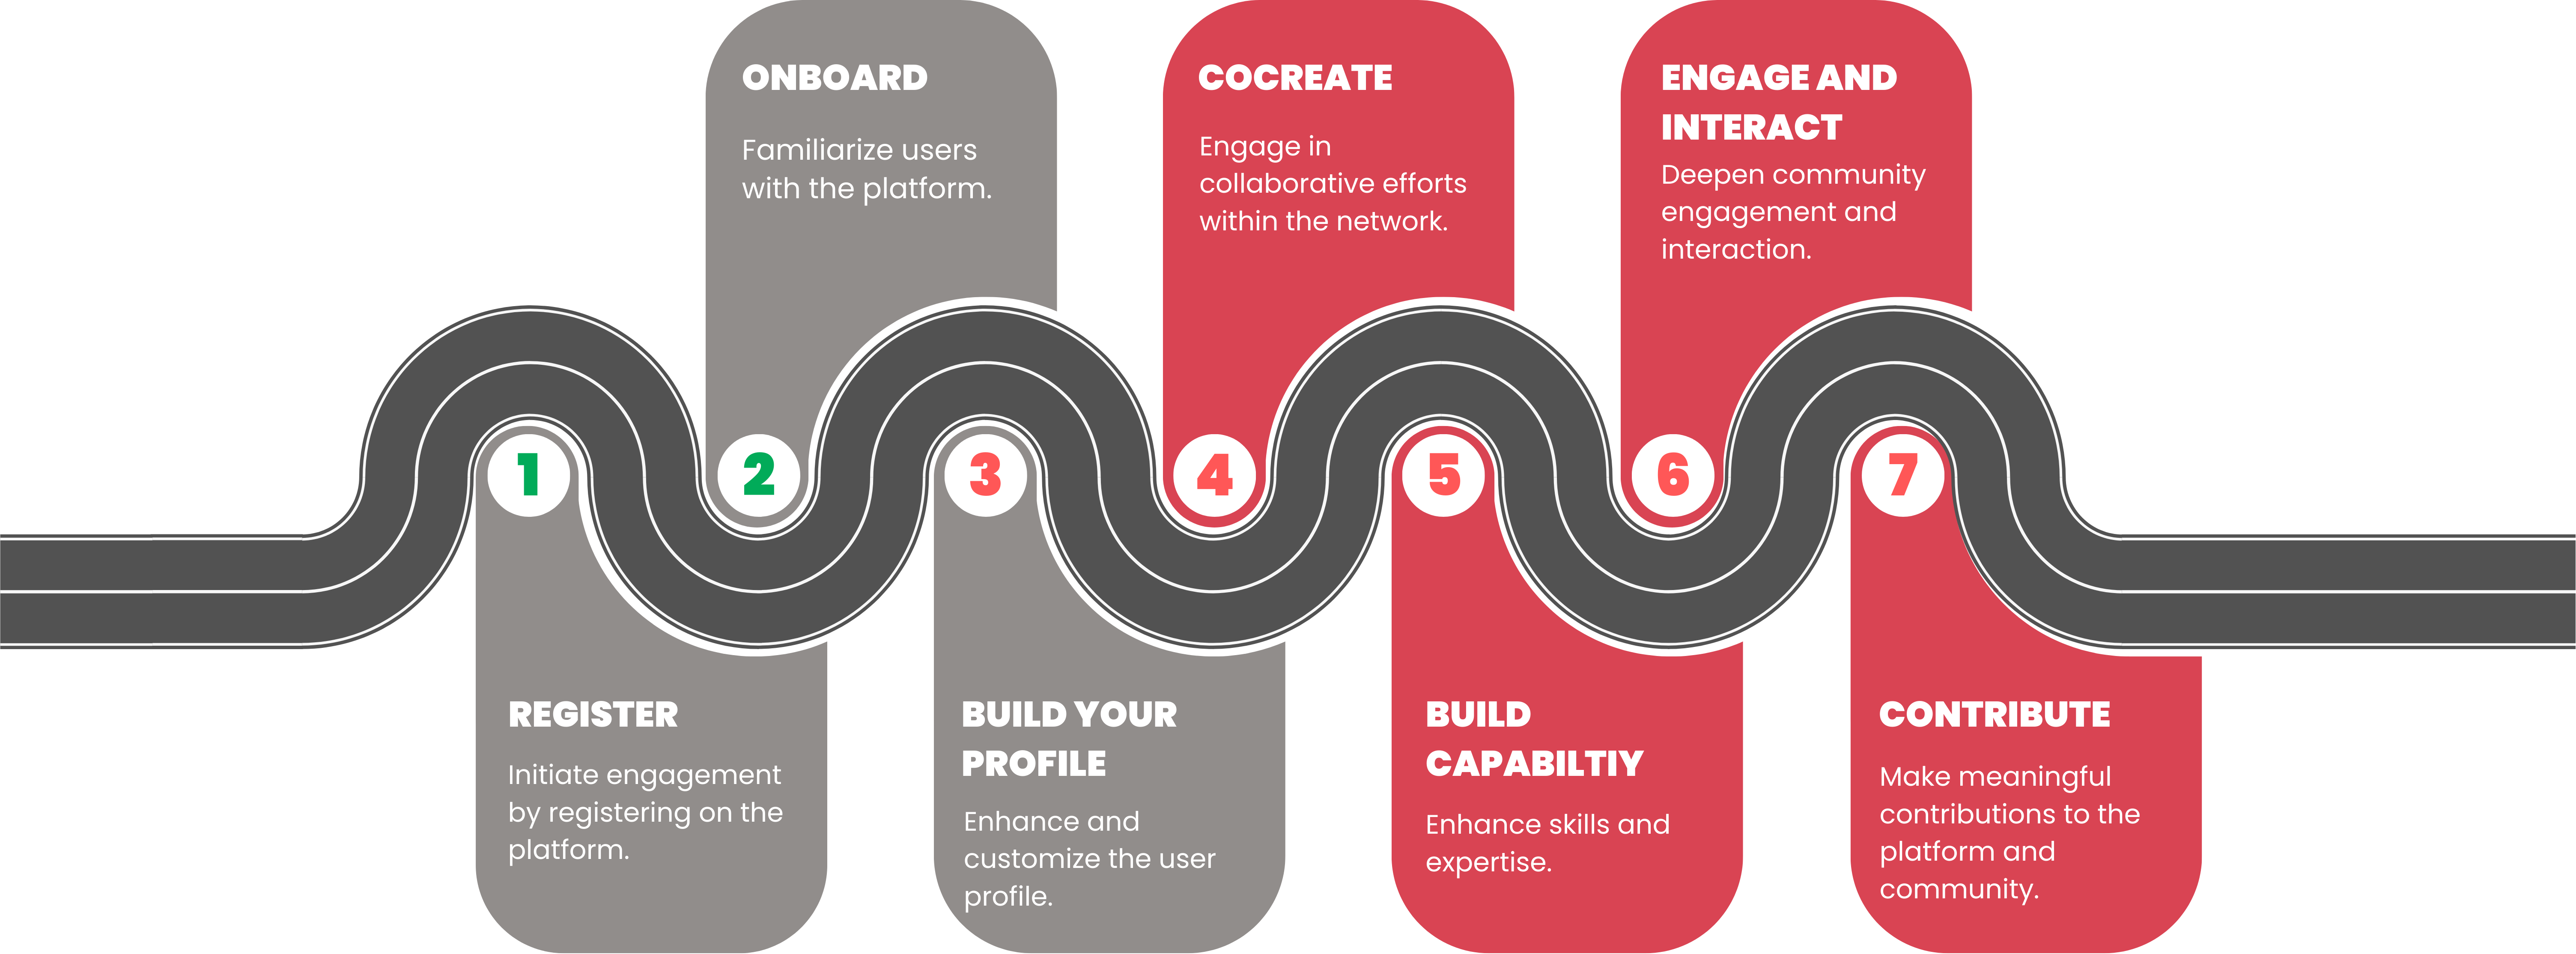 1
REGISTER
Initiate engagement
by registering on the
platform.
2
ONBOARD
Familiarize users
with the platform.
3
BUILD YOUR
PROFILE
Enhance and
customize the user
profile.
4
COCREATE
Engage in
collaborative efforts
within the network.
5
BUILD
CAPABILTIY
Enhance skills and
expertise.
6
ENGAGE AND
INTERACT
Deepen community
engagement and
interaction.
7
CONTRIBUTE
Make meaningful
contributions to the
platform and
community.